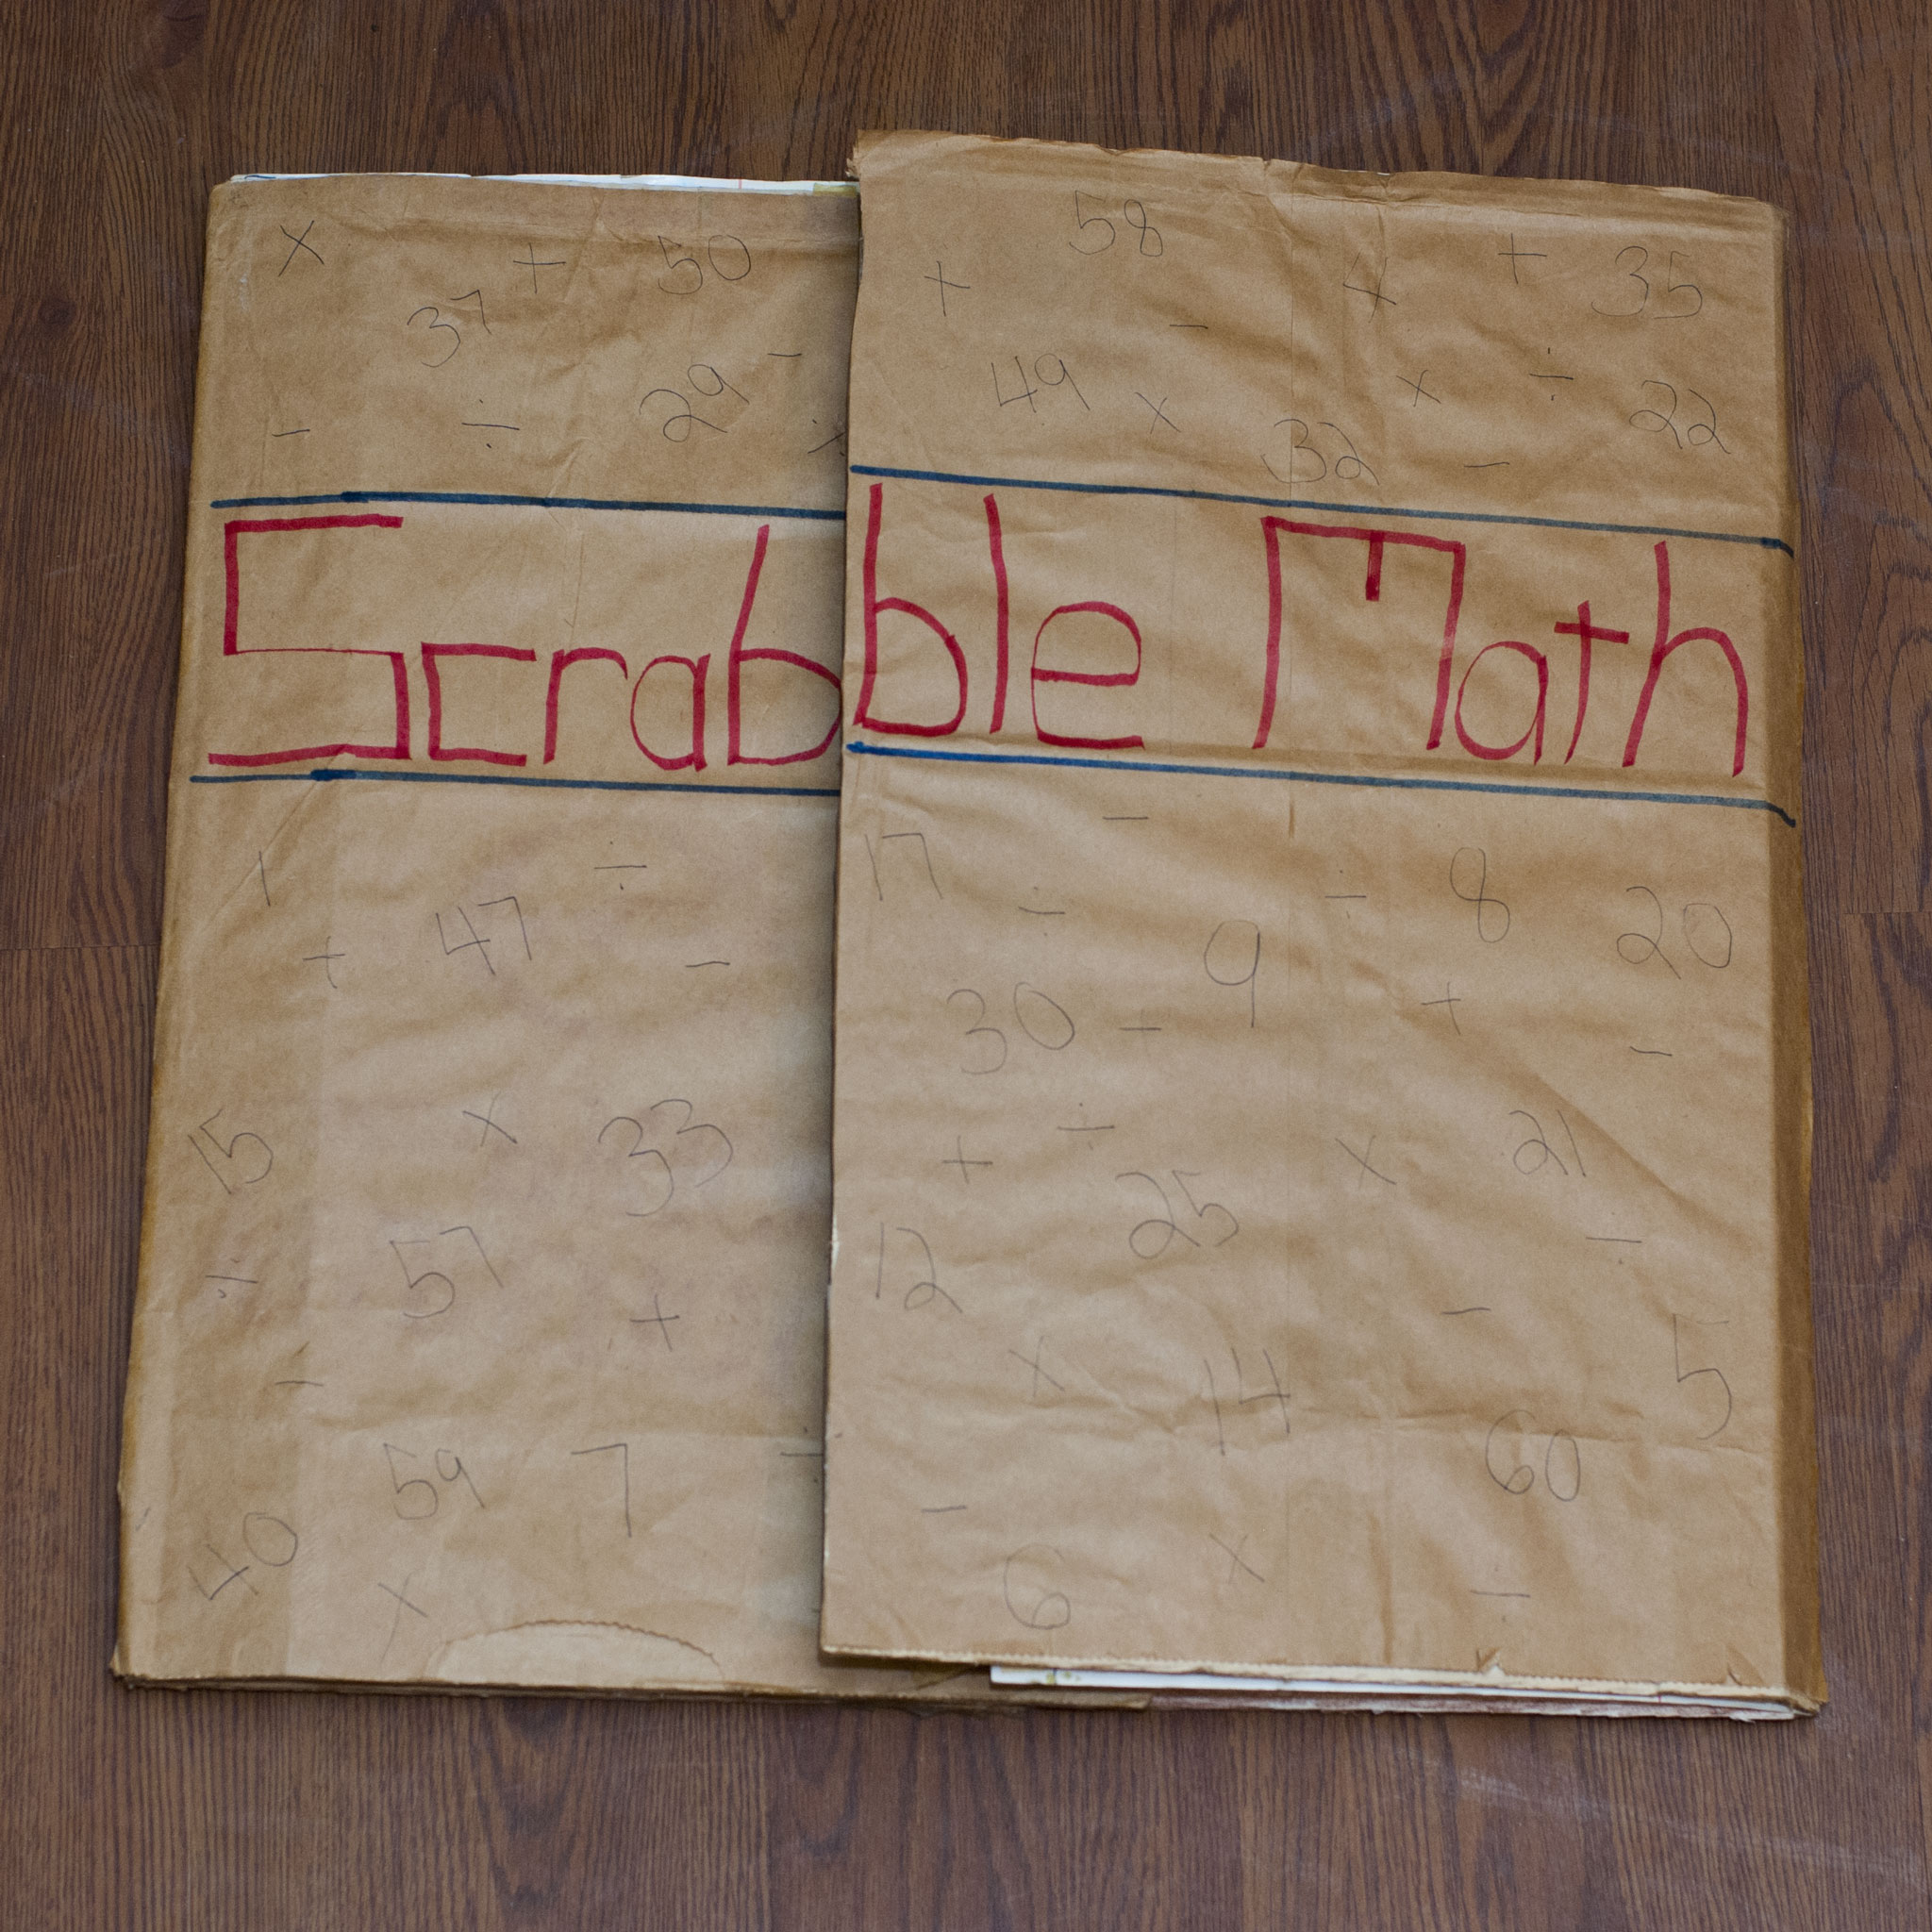 × + 50 58 + 4 + 35
37 - 29 - 49 × 32 × ÷ 22
- ÷ ÷ -
Scrabble Math
1 ÷ 17 - ÷ 8 20
+ 47 - ÷ 9 +
30 - -
15 × 33 + ÷ × 21
÷ 57 + 12 25 -
- × 14 - 5
59 7 - - 60
40 × 6 × -